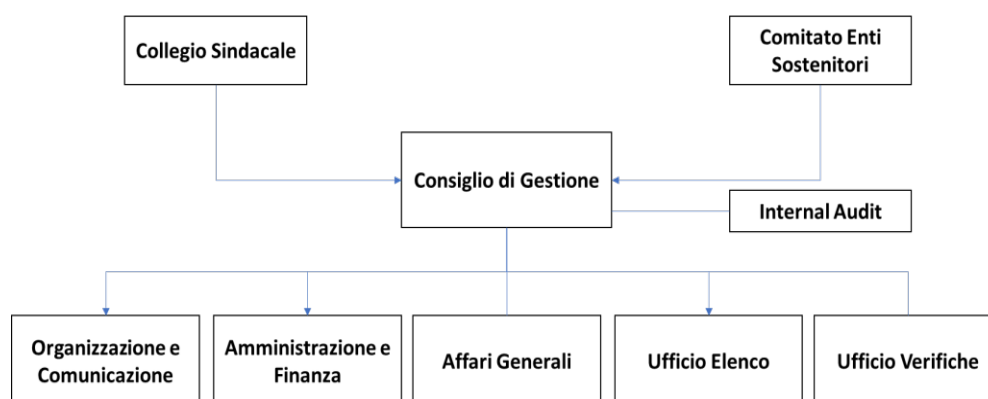 Collegio Sindacale
Comitato Enti
Sostenitori
Consiglio di Gestione
Internal Audit
Organizzazione e
Comunicazione
Amministrazione e
Finanza
Affari Generali
Ufficio Elenco
Ufficio Verifiche